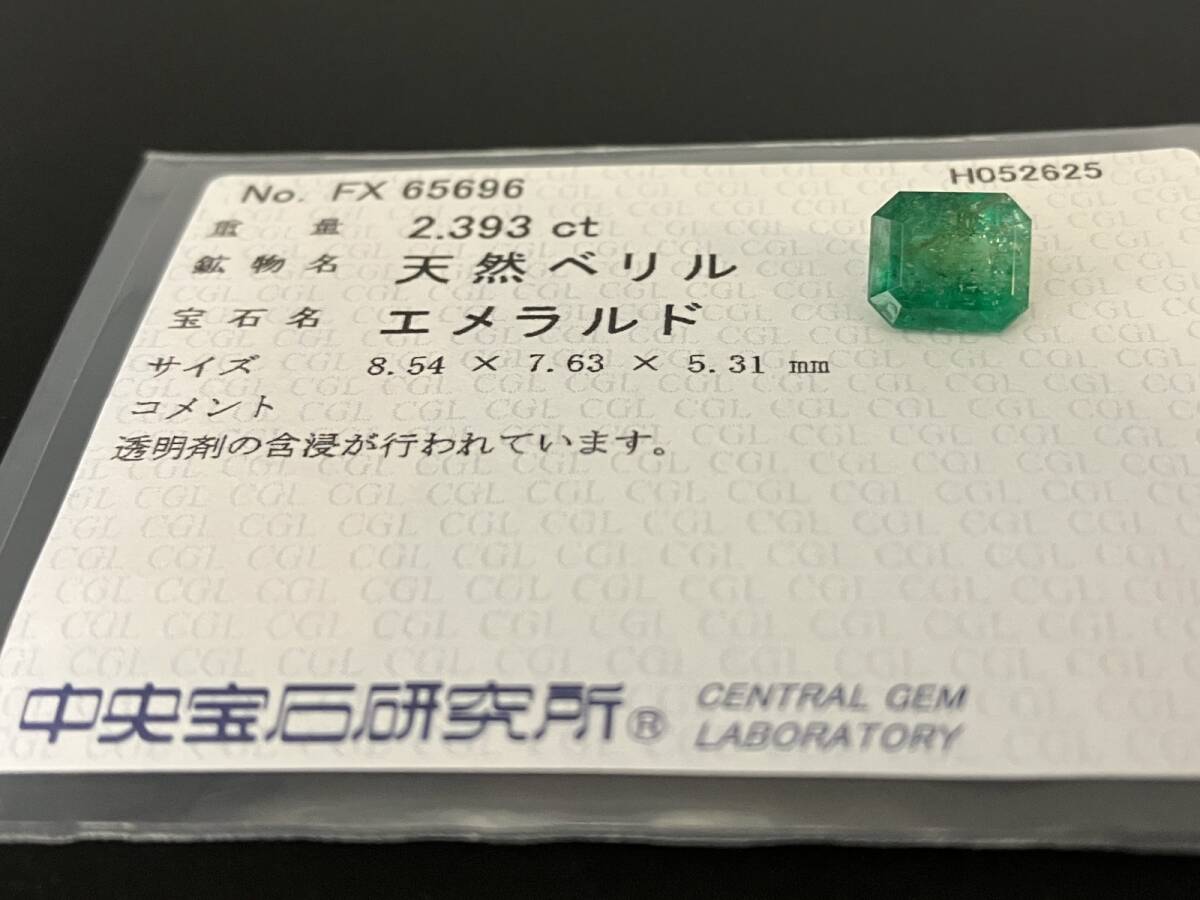 No. FX 65696 H052625
重量 2.393 ct
鉱物名 天然ベリル
宝石名 エメラルド
サイズ 8.54 × 7.63 × 5.31 mm
コメント
透明剤の含浸が行われています。
中央宝石研究所® CENTRAL GEM
LABORATORY